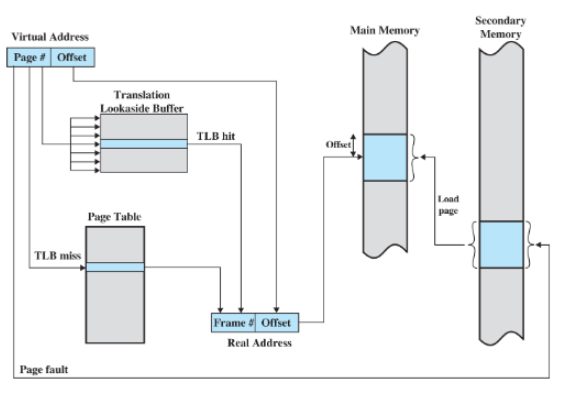 Virtual Address
Page # Offset
Translation
Lookaside Buffer
TLB hit
Page Table
TLB miss
Frame # Offset
Real Address
Page fault
Main Memory
Offset
Load
page
Secondary
Memory